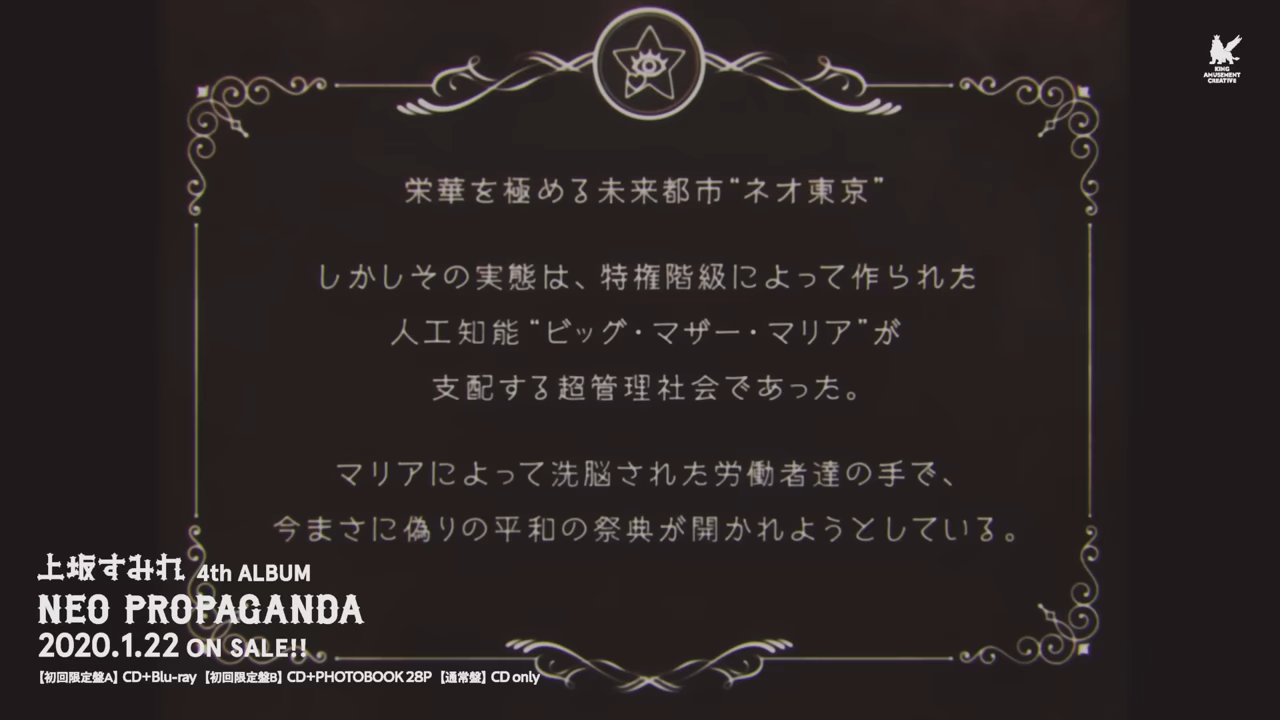 KING
AMUSEMENT
CREATIVE
栄華を極める未来都市“ネオ東京”
しかしその実態は、特権階級によって作られた
人工知能“ビッグ・マザー・マリア”が
支配する超管理社会であった。
マリアによって洗脳された労働者達の手で、
今まさに偽りの平和の祭典が開かれようとしている。
上坂すみれ 4th ALBUM
NEO PROPAGANDA
2020.1.22 ON SALE!!
【初回限定盤A】CD+Blu-ray 【初回限定盤B】CD+PHOTOBOOK 28P 【通常盤】CD only